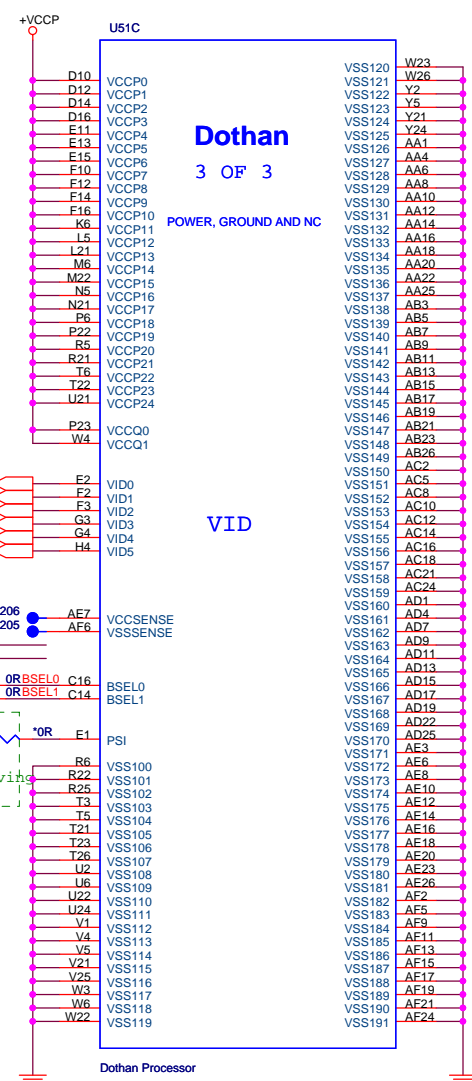 +VCCP
U51C
D10 VCCP0
D12 VCCP1
D14 VCCP2
D16 VCCP3
E11 VCCP4
E13 VCCP5
E15 VCCP6
F10 VCCP7
F12 VCCP8
F14 VCCP9
F16 VCCP10
K6 VCCP11
L5 VCCP12
L21 VCCP13
M6 VCCP14
M22 VCCP15
N5 VCCP16
N21 VCCP17
P6 VCCP18
P22 VCCP19
R5 VCCP20
R21 VCCP21
T6 VCCP22
T22 VCCP23
U21 VCCP24
P23 VCCQ0
W4 VCCQ1
E2 VID0
F2 VID1
F3 VID2
G3 VID3
G4 VID4
H4 VID5
206 AE7 VCCSENSE
205 AF6 VSSSENSE
0R BSEL0 C16 BSEL0
0R BSEL1 C14 BSEL1
*0R E1 PSI
ving
R6 VSS100
R22 VSS101
R25 VSS102
T3 VSS103
T5 VSS104
T21 VSS105
T23 VSS106
T26 VSS107
U2 VSS108
U6 VSS109
U22 VSS110
U24 VSS111
V1 VSS112
V4 VSS113
V5 VSS114
V21 VSS115
V25 VSS116
W3 VSS117
W6 VSS118
W22 VSS119
Dothan
3 OF 3
POWER, GROUND AND NC
VID
VSS120 W23
VSS121 W26
VSS122 Y2
VSS123 Y5
VSS124 Y21
VSS125 Y24
VSS126 AA1
VSS127 AA4
VSS128 AA6
VSS129 AA8
VSS130 AA10
VSS131 AA12
VSS132 AA14
VSS133 AA16
VSS134 AA18
VSS135 AA20
VSS136 AA22
VSS137 AA25
VSS138 AB3
VSS139 AB5
VSS140 AB7
VSS141 AB9
VSS142 AB11
VSS143 AB13
VSS144 AB15
VSS145 AB17
VSS146 AB19
VSS147 AB21
VSS148 AB23
VSS149 AB26
VSS150 AC2
VSS151 AC5
VSS152 AC8
VSS153 AC10
VSS154 AC12
VSS155 AC14
VSS156 AC16
VSS157 AC18
VSS158 AC21
VSS159 AC24
VSS160 AD1
VSS161 AD4
VSS162 AD7
VSS163 AD9
VSS164 AD11
VSS165 AD13
VSS166 AD15
VSS167 AD17
VSS168 AD19
VSS169 AD22
VSS170 AD25
VSS171 AE3
VSS172 AE6
VSS173 AE8
VSS174 AE10
VSS175 AE12
VSS176 AE14
VSS177 AE16
VSS178 AE18
VSS179 AE20
VSS180 AE23
VSS181 AE26
VSS182 AF2
VSS183 AF5
VSS184 AF9
VSS185 AF11
VSS186 AF13
VSS187 AF15
VSS188 AF17
VSS189 AF19
VSS190 AF21
VSS191 AF24
Dothan Processor